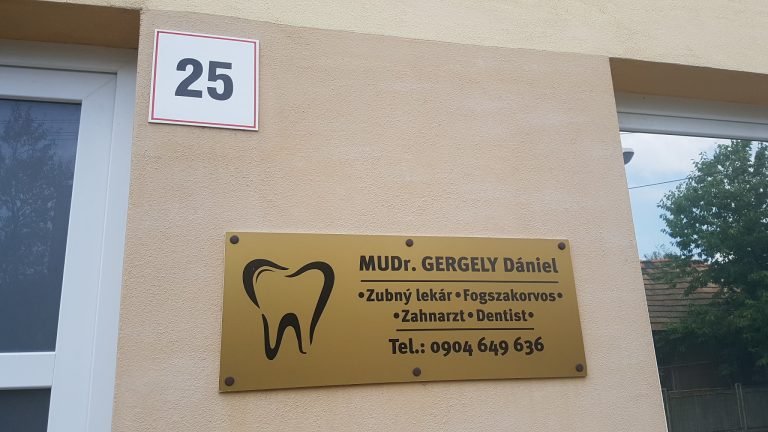 25
MUDr. GERGELY Dániel
•Zubný lekár•Fogszakorvos•
•Zahnarzt•Dentist•
Tel.: 0904 649 636